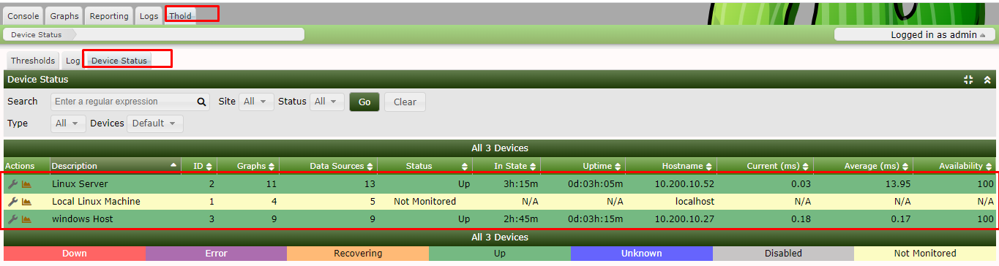 Console Graphs Reporting Logs Thold
Device Status Logged in as admin
Thresholds Log Device Status
Device Status
Search Enter a regular expression Site All Status All Go Clear
Type All Devices Default
All 3 Devices
Actions Description ID Graphs Data Sources Status In State Uptime Hostname Current (ms) Average (ms) Availability
Linux Server 2 11 13 Up 3h:15m 0d:03h:05m 10.200.10.52 0.03 13.95 100
Local Linux Machine 1 4 5 Not Monitored N/A N/A localhost N/A N/A N/A
windows Host 3 9 9 Up 2h:45m 0d:03h:15m 10.200.10.27 0.18 0.17 100
All 3 Devices
Down Error Recovering Up Unknown Disabled Not Monitored